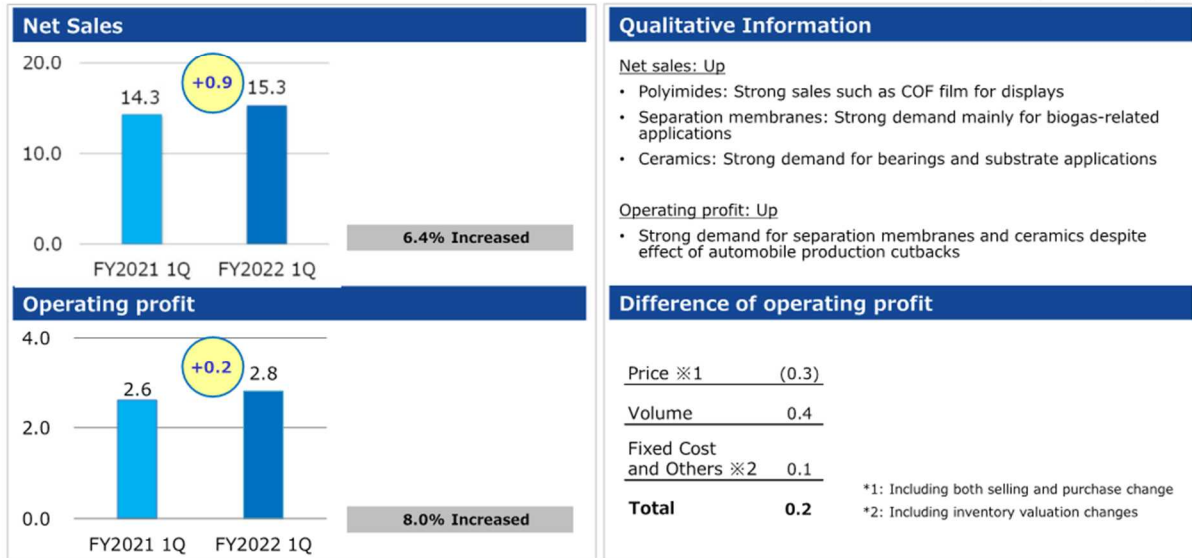 Net Sales
20.0
+0.9
14.3
15.3
10.0
0.0
6.4% Increased
FY2021 1Q
FY2022 1Q
Operating profit
4.0
+0.2
2.6
2.8
2.0
0.0
8.0% Increased
FY2021 1Q
FY2022 1Q
Qualitative Information
Net sales: Up
• Polyimides: Strong sales such as COF film for displays
• Separation membranes: Strong demand mainly for biogas-related
applications
• Ceramics: Strong demand for bearings and substrate applications
Operating profit: Up
• Strong demand for separation membranes and ceramics despite
effect of automobile production cutbacks
Difference of operating profit
Price ※1 (0.3)
Volume 0.4
Fixed Cost
and Others ※2 0.1
Total 0.2
*1: Including both selling and purchase change
*2: Including inventory valuation changes